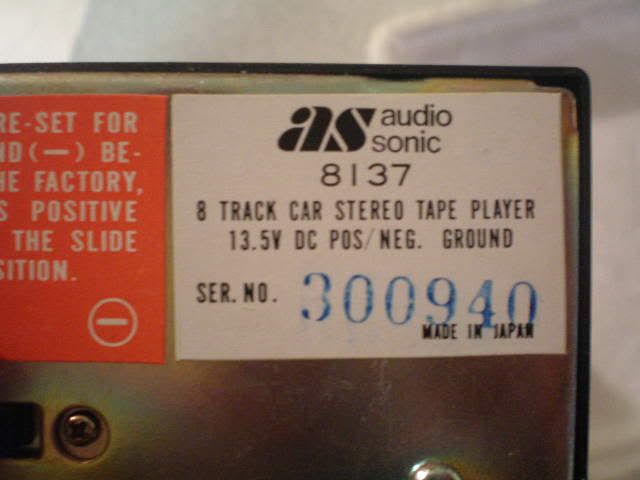 RE-SET FOR
ND (—) BE-
HE FACTORY,
S POSITIVE
THE SLIDE
SITION.
as audio
sonic
8137
8 TRACK CAR STEREO TAPE PLAYER
13.5V DC POS/NEG. GROUND
SER. NO. 300940
MADE IN JAPAN